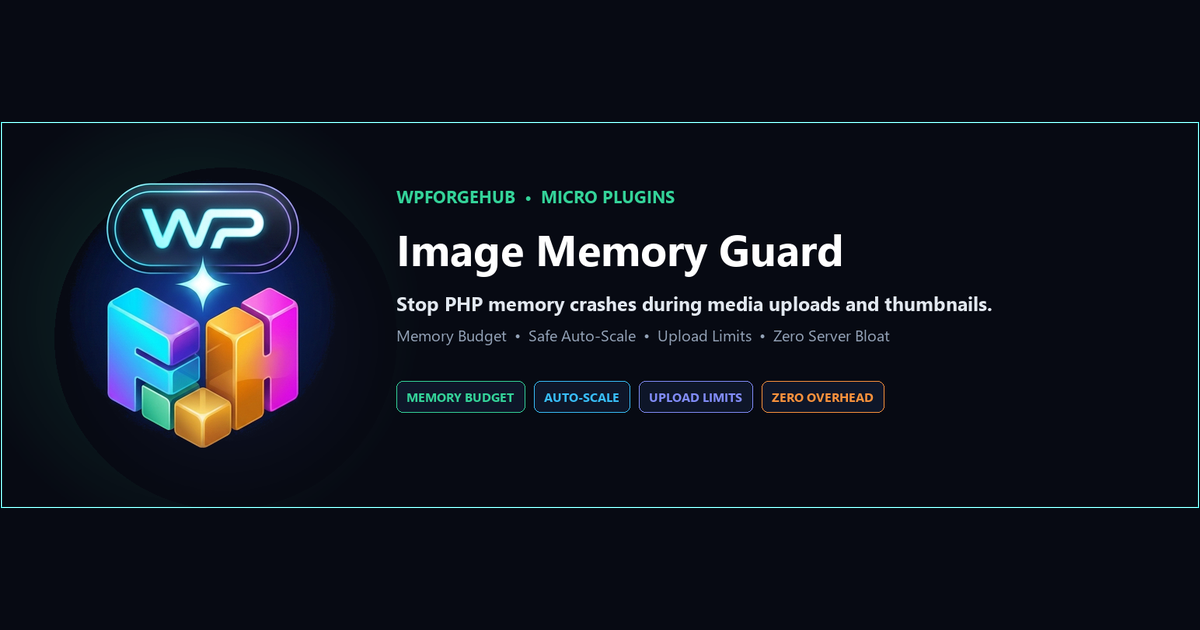 WP
FH
WPFORGEHUB • MICRO PLUGINS
Image Memory Guard
Stop PHP memory crashes during media uploads and thumbnails.
Memory Budget • Safe Auto-Scale • Upload Limits • Zero Server Bloat
MEMORY BUDGET AUTO-SCALE UPLOAD LIMITS ZERO OVERHEAD